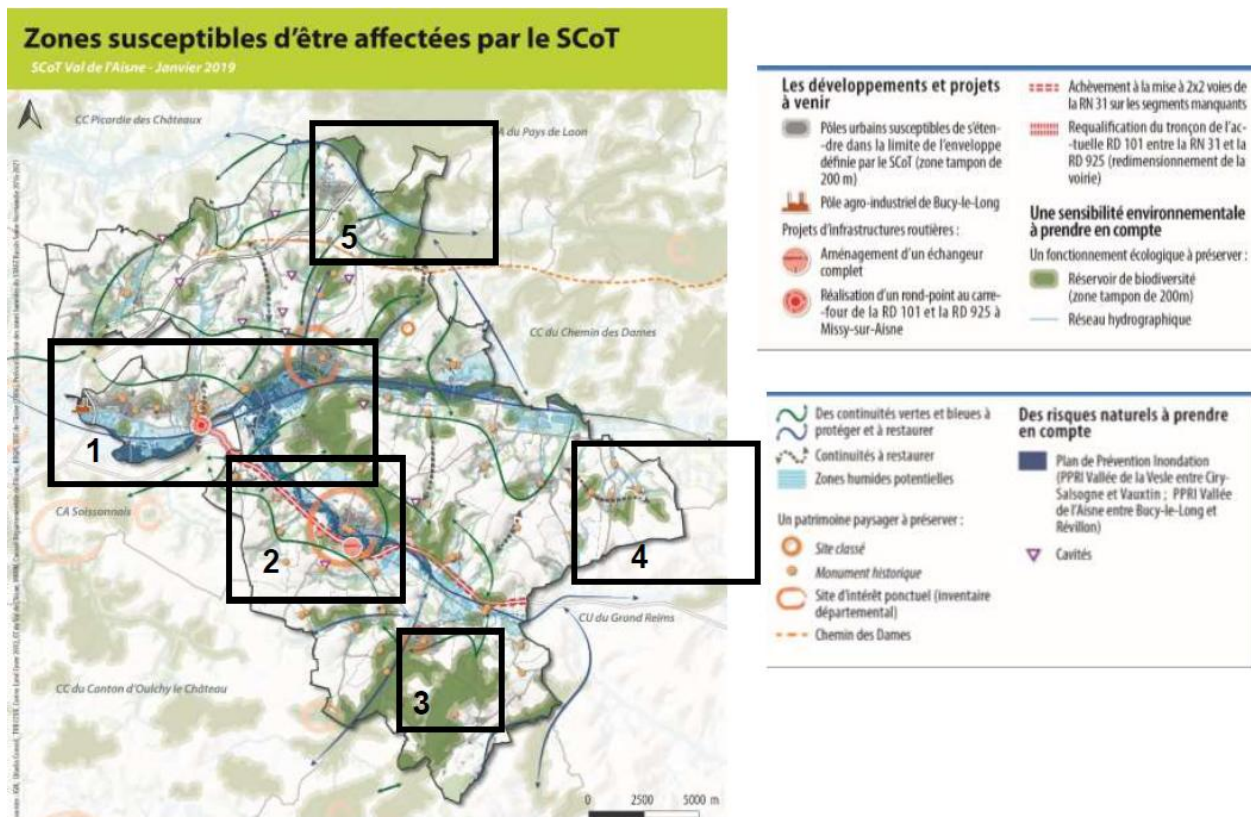 Zones susceptibles d'être affectées par le SCoT
SCoT Val de l'Aisne - Janvier 2019
CC Picardie des Châteaux
CA du Pays de Laon
5
CC du Chemin des Dames
1
CA Soissonnais
2
4
CU du Grand Reims
CC du Canton d'Oulchy le Château
3
0 2500 5000 m
Les développements et projets
à venir
Pôles urbains susceptibles de s'éten-
-dre dans la limite de l'enveloppe
définie par le SCoT (zone tampon de
200 m)
Pôle agro-industriel de Bucy-le-Long
Projets d'infrastructures routières :
Aménagement d'un échangeur
complet
Réalisation d'un rond-point au carre-
-four de la RD 101 et la RD 925 à
Missy-sur-Aisne
Achèvement à la mise à 2x2 voies de
la RN 31 sur les segments manquants
Requalification du tronçon de l'ac-
-tuelle RD 101 entre la RN 31 et la
RD 925 (redimensionnement de la
voirie)
Une sensibilité environnementale
à prendre en compte
Un fonctionnement écologique à préserver :
Réservoir de biodiversité
(zone tampon de 200m)
Réseau hydrographique
Des continuités vertes et bleues à
protéger et à restaurer
Continuités à restaurer
Zones humides potentielles
Un patrimoine paysager à préserver :
Site classé
Monument historique
Site d'intérêt ponctuel (inventaire
départemental)
Chemin des Dames
Des risques naturels à prendre
en compte
Plan de Prévention Inondation
(PPRI Vallée de la Vesle entre Ciry-
Salsogne et Vauxtin ; PPRI Vallée
de l'Aisne entre Bucy-le-Long et
Révillon)
Cavités